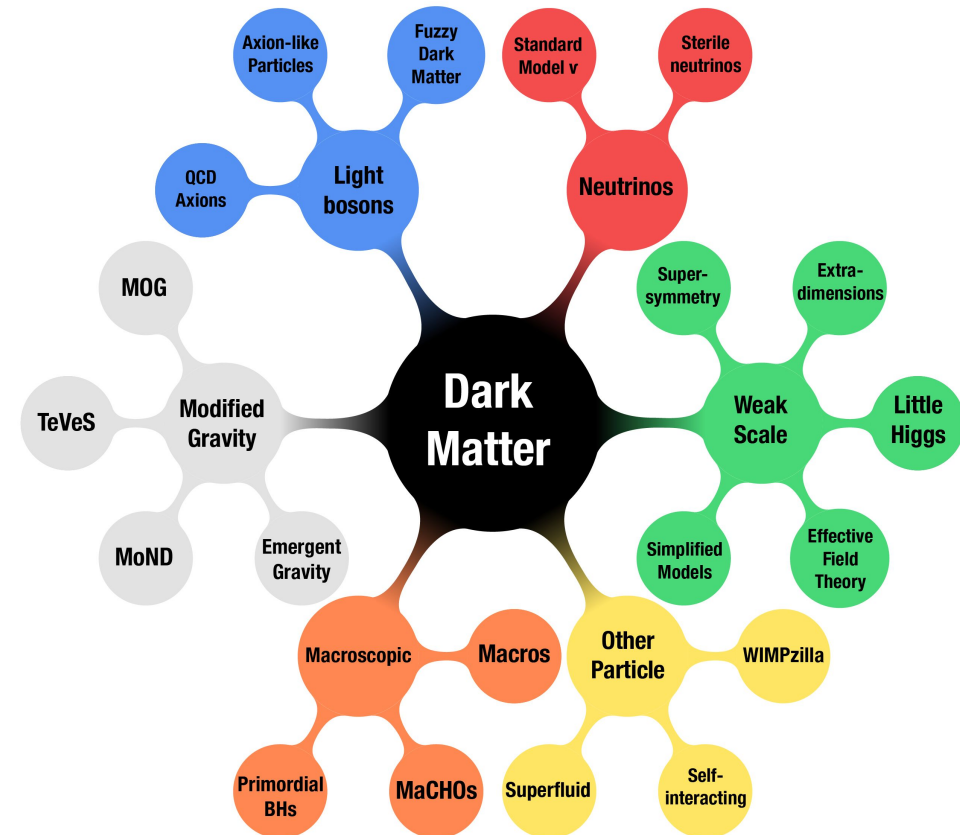 Axion-like
Particles
Fuzzy
Dark
Matter
Standard
Model ν
Sterile
neutrinos
QCD
Axions
Light
bosons
Neutrinos
MOG
Super-
symmetry
Extra-
dimensions
TeVeS
Modified
Gravity
Dark
Matter
Weak
Scale
Little
Higgs
MoND
Emergent
Gravity
Simplified
Models
Effective
Field
Theory
Macroscopic
Macros
Other
Particle
WIMPzilla
Primordial
BHs
MaCHOs
Superfluid
Self-
interacting